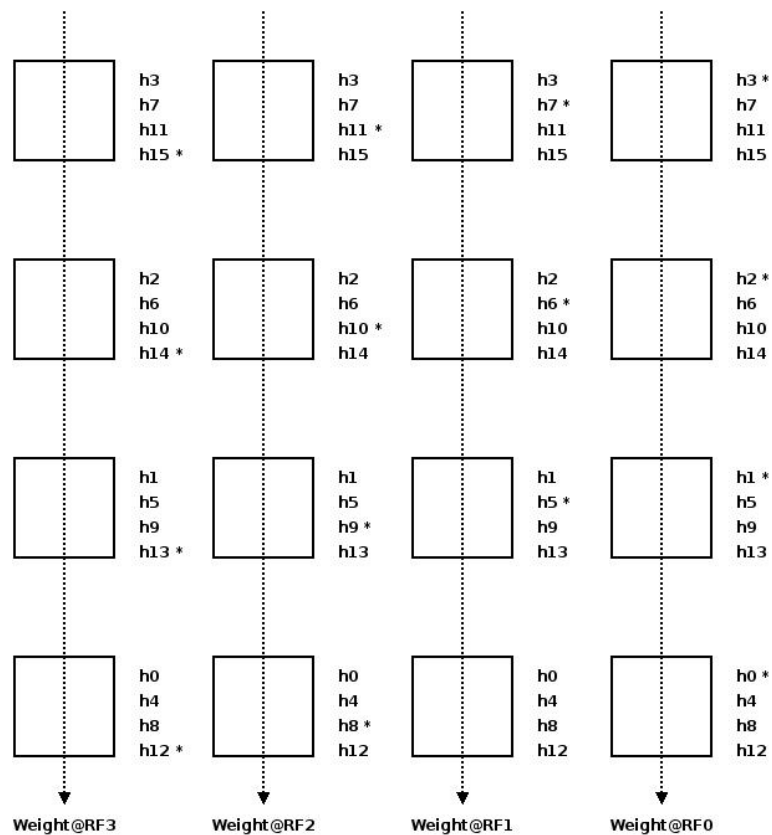 h3 h3 h3 h3 *
h7 h7 h7 * h7
h11 h11 * h11 h11
h15 * h15 h15 h15
h2 h2 h2 h2 *
h6 h6 h6 * h6
h10 h10 * h10 h10
h14 * h14 h14 h14
h1 h1 h1 h1 *
h5 h5 h5 * h5
h9 h9 * h9 h9
h13 * h13 h13 h13
h0 h0 h0 h0 *
h4 h4 h4 h4
h8 h8 * h8 h8
h12 * h12 h12 h12
Weight@RF3 Weight@RF2 Weight@RF1 Weight@RF0